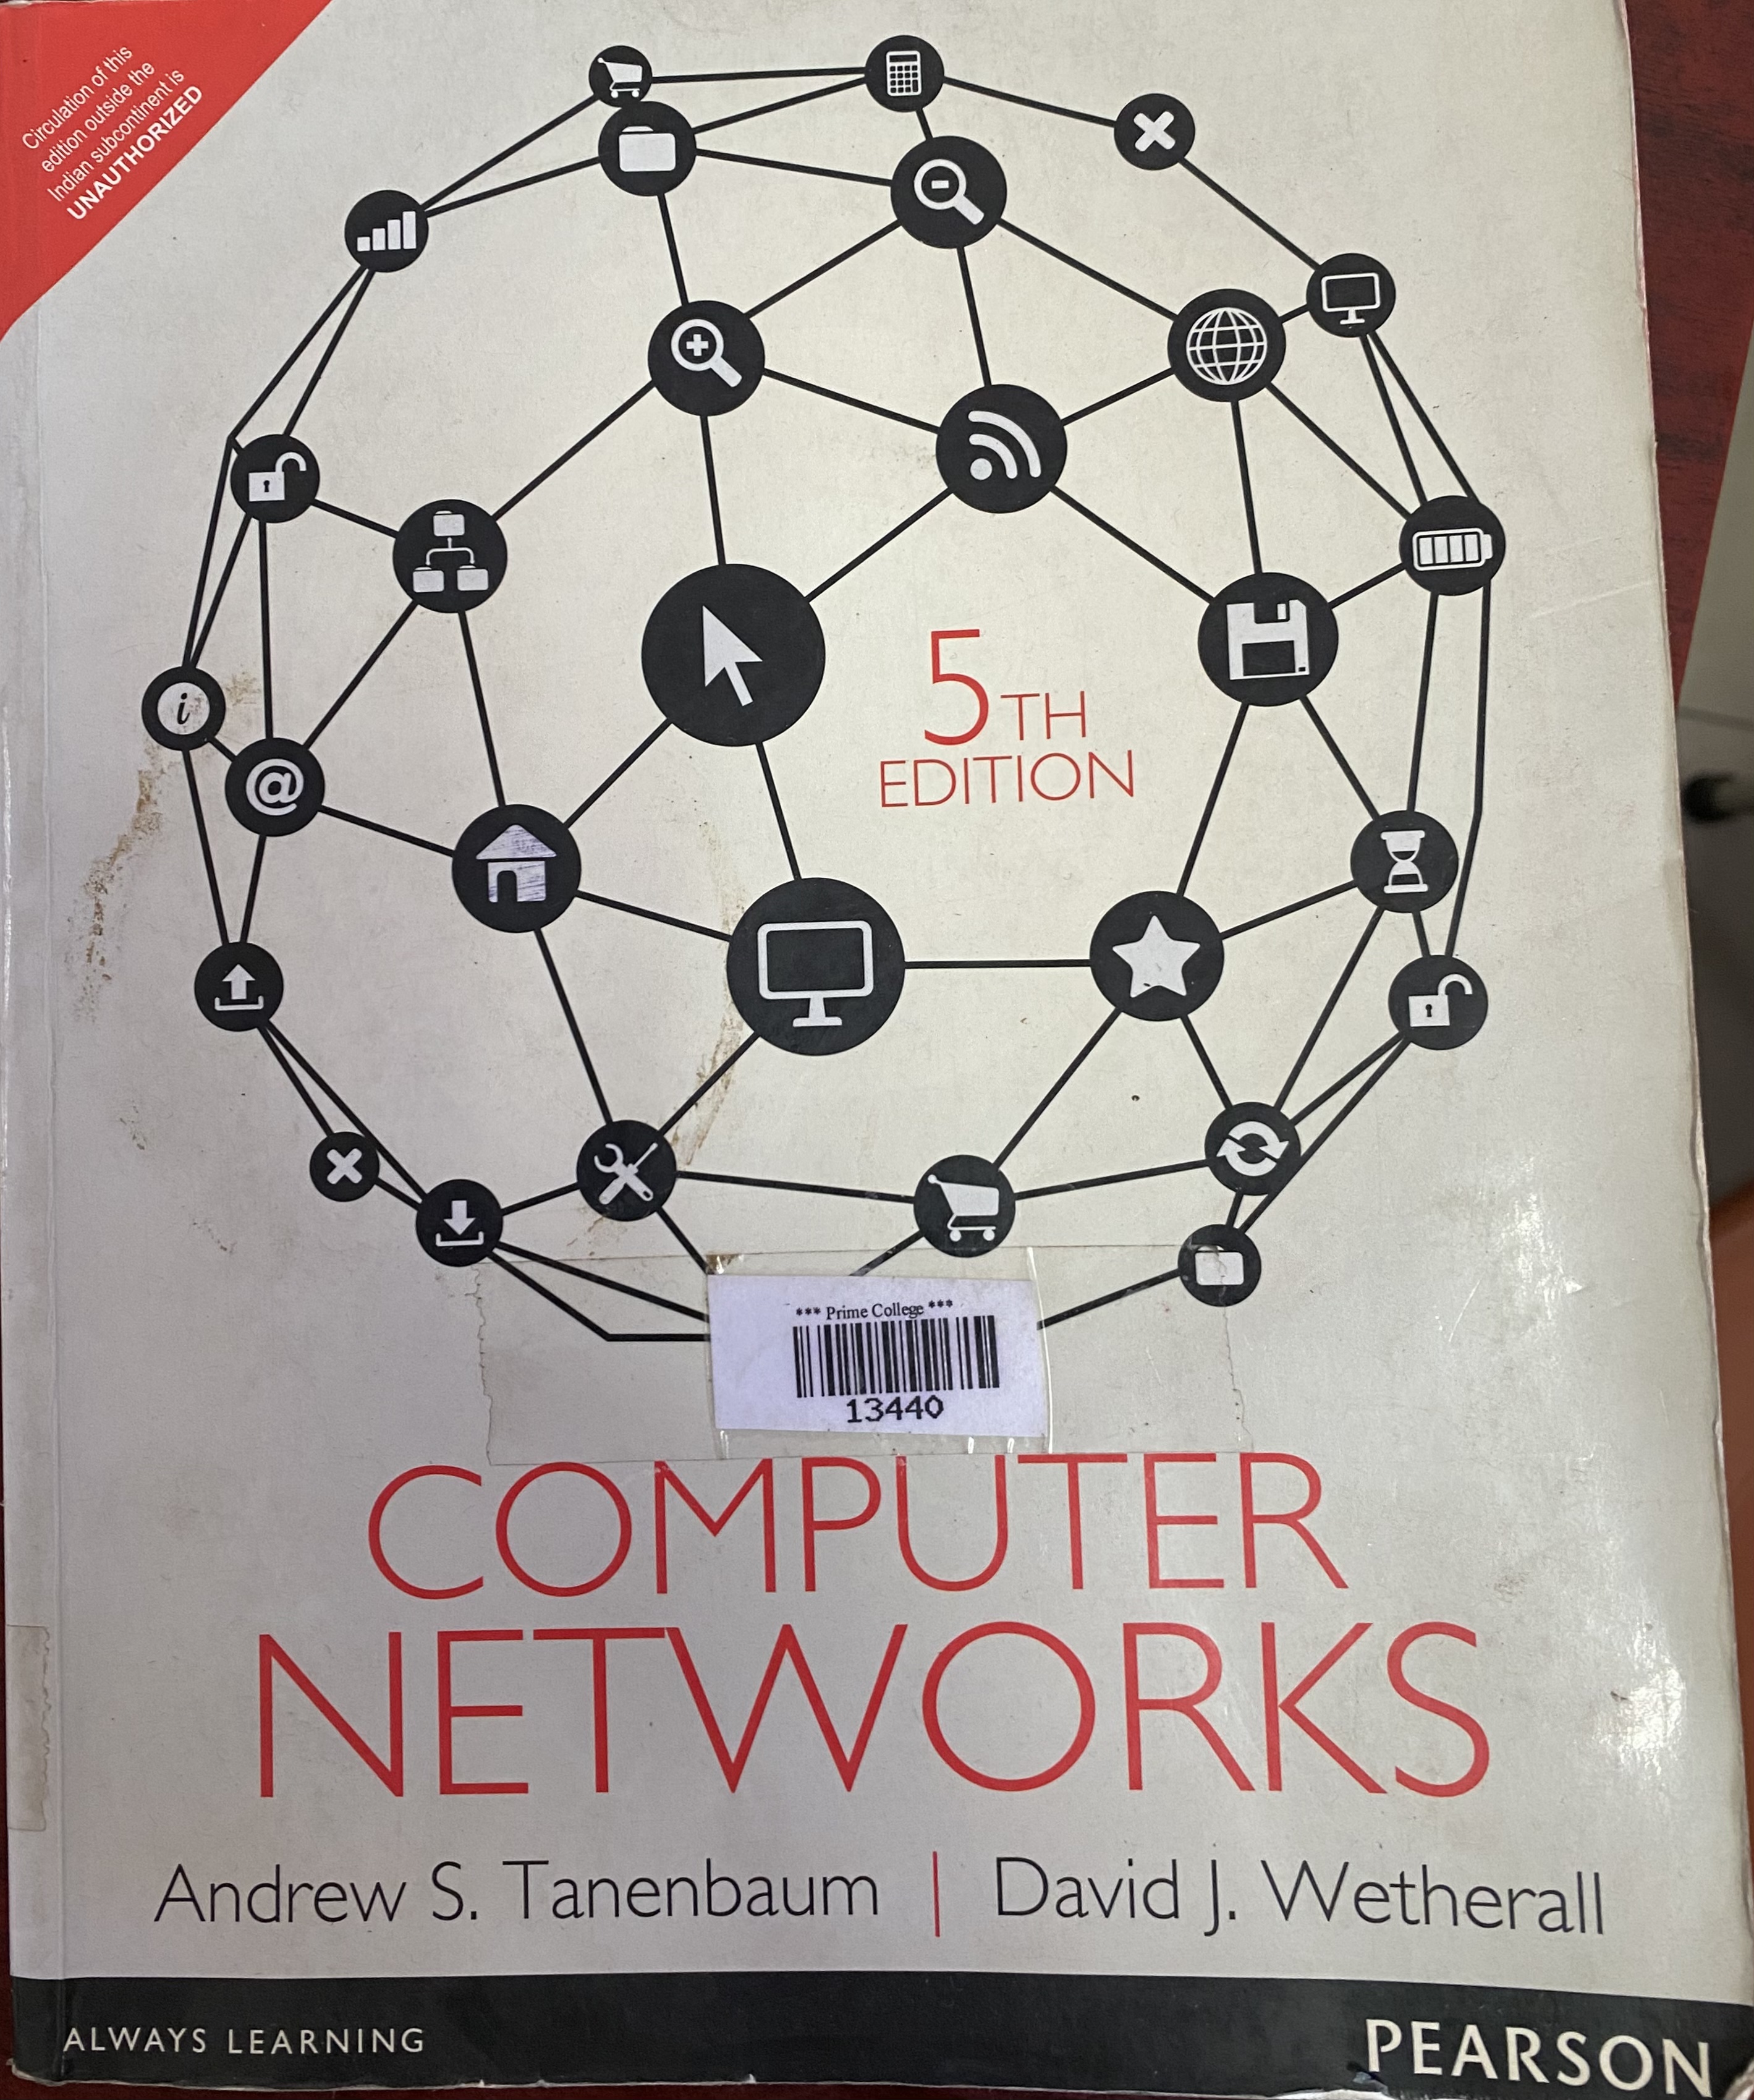 Circulation of this
edition outside the
Indian subcontinent is
UNAUTHORIZED
i
@
5TH
EDITION
*** Prime College ***
13440
COMPUTER
NETWORKS
Andrew S. Tanenbaum | David J. Wetherall
ALWAYS LEARNING
PEARSON